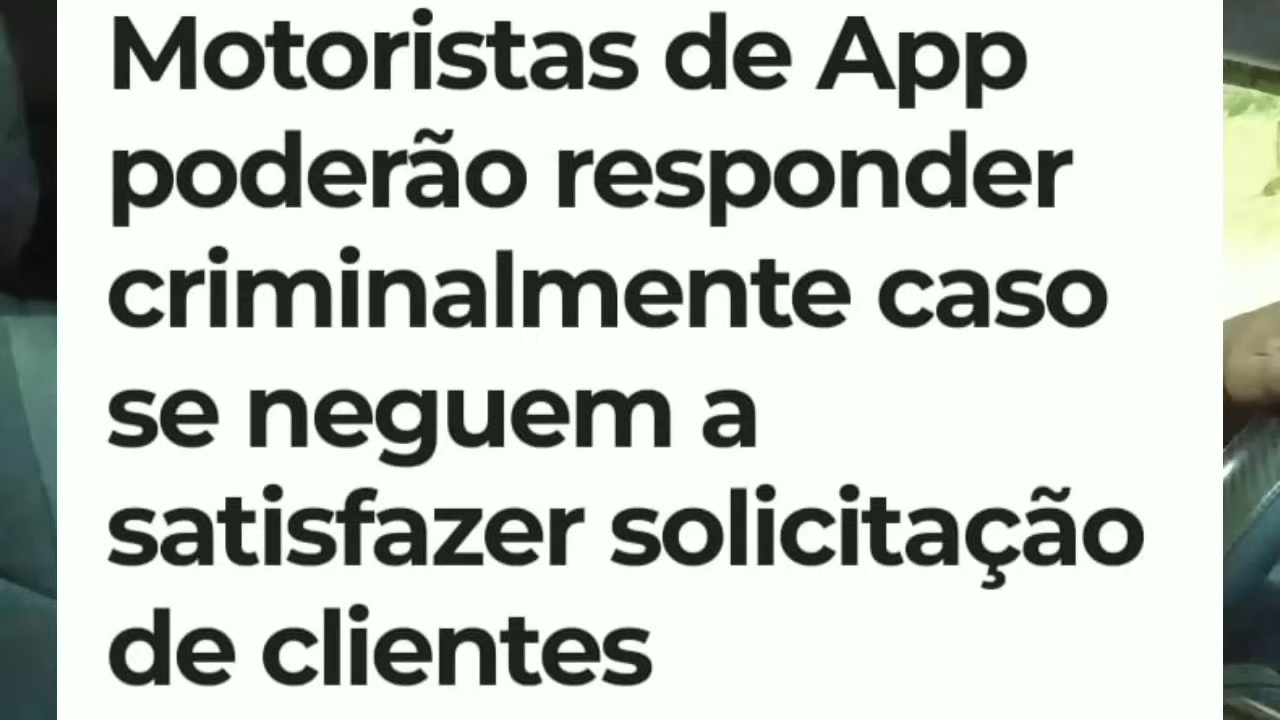 Motoristas de App
poderão responder
criminalmente caso
se neguem a
satisfazer solicitação
de clientes